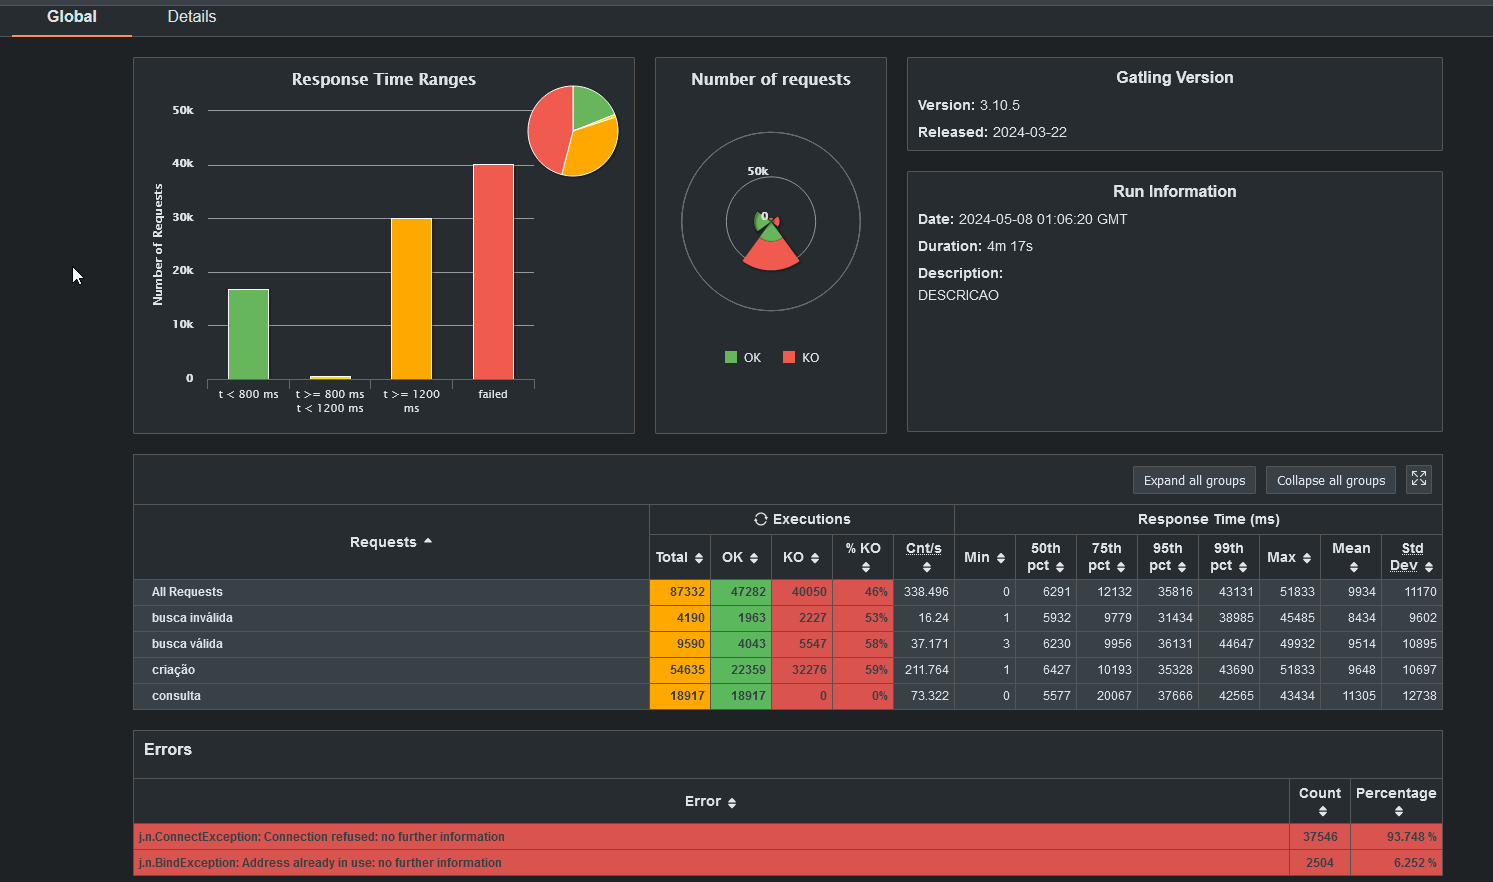 Global Details
Response Time Ranges
50k
40k
30k
20k
10k
0
Number of Requests
t < 800 ms
t >= 800 ms
t < 1200 ms
t >= 1200
ms
failed
Number of requests
50k
0
OK KO
Gatling Version
Version: 3.10.5
Released: 2024-03-22
Run Information
Date: 2024-05-08 01:06:20 GMT
Duration: 4m 17s
Description:
DESCRICAO
Expand all groups Collapse all groups
Requests Executions Response Time (ms)
Total OK KO % KO Cnt/s Min 50th pct 75th pct 95th pct 99th pct Max Mean Std Dev
All Requests 87332 47282 40050 46% 338.496 0 6291 12132 35816 43131 51833 9934 11170
busca inválida 4190 1963 2227 53% 16.24 1 5932 9779 31434 38985 45485 8434 9602
busca válida 9590 4043 5547 58% 37.171 3 6230 9956 36131 44647 49932 9514 10895
criação 54635 22359 32276 59% 211.764 1 6427 10193 35328 43690 51833 9648 10697
consulta 18917 18917 0 0% 73.322 0 5577 20067 37666 42565 43434 11305 12738
Errors
Error Count Percentage
j.n.ConnectException: Connection refused: no further information 37546 93.748 %
j.n.BindException: Address already in use: no further information 2504 6.252 %